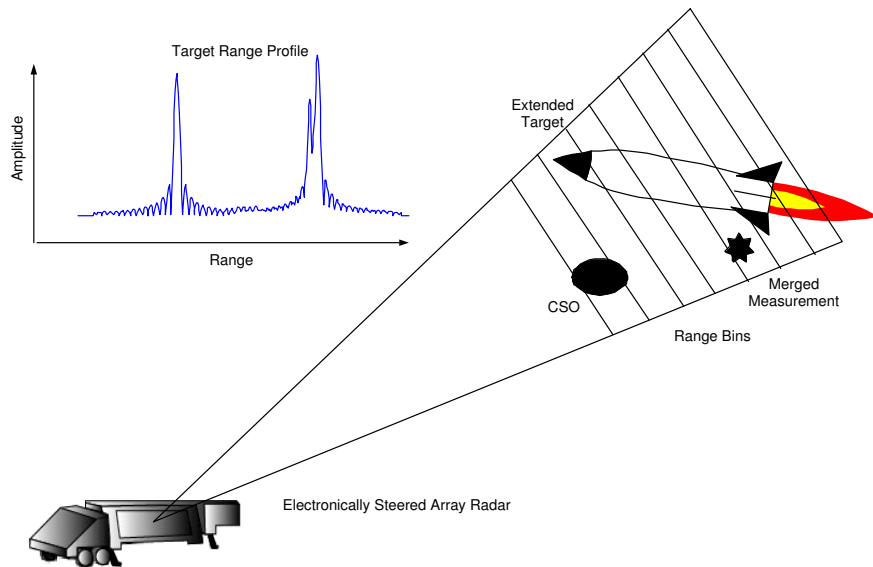 Target Range Profile
Amplitude
Range
Extended
Target
CSO
Merged
Measurement
Range Bins
Electronically Steered Array Radar